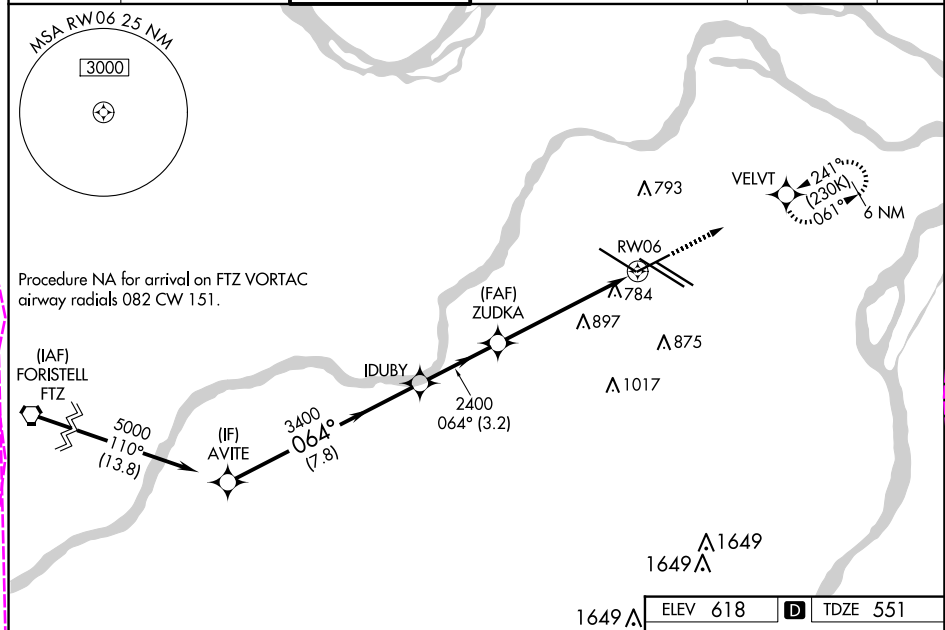 MSA RW06 25 NM
3000
Procedure NA for arrival on FTZ VORTAC
airway radials 082 CW 151.
VELVT
241°
(230K)
061°
6 NM
793
RW06
784
(FAF)
ZUDKA
897
875
1017
IDUBY
2400
064° (3.2)
(IAF)
FORISTELL
FTZ
5000
110°
(13.8)
(IF)
AVITE
3400
064°
(7.8)
1649
1649
1649
ELEV 618 D TDZE 551